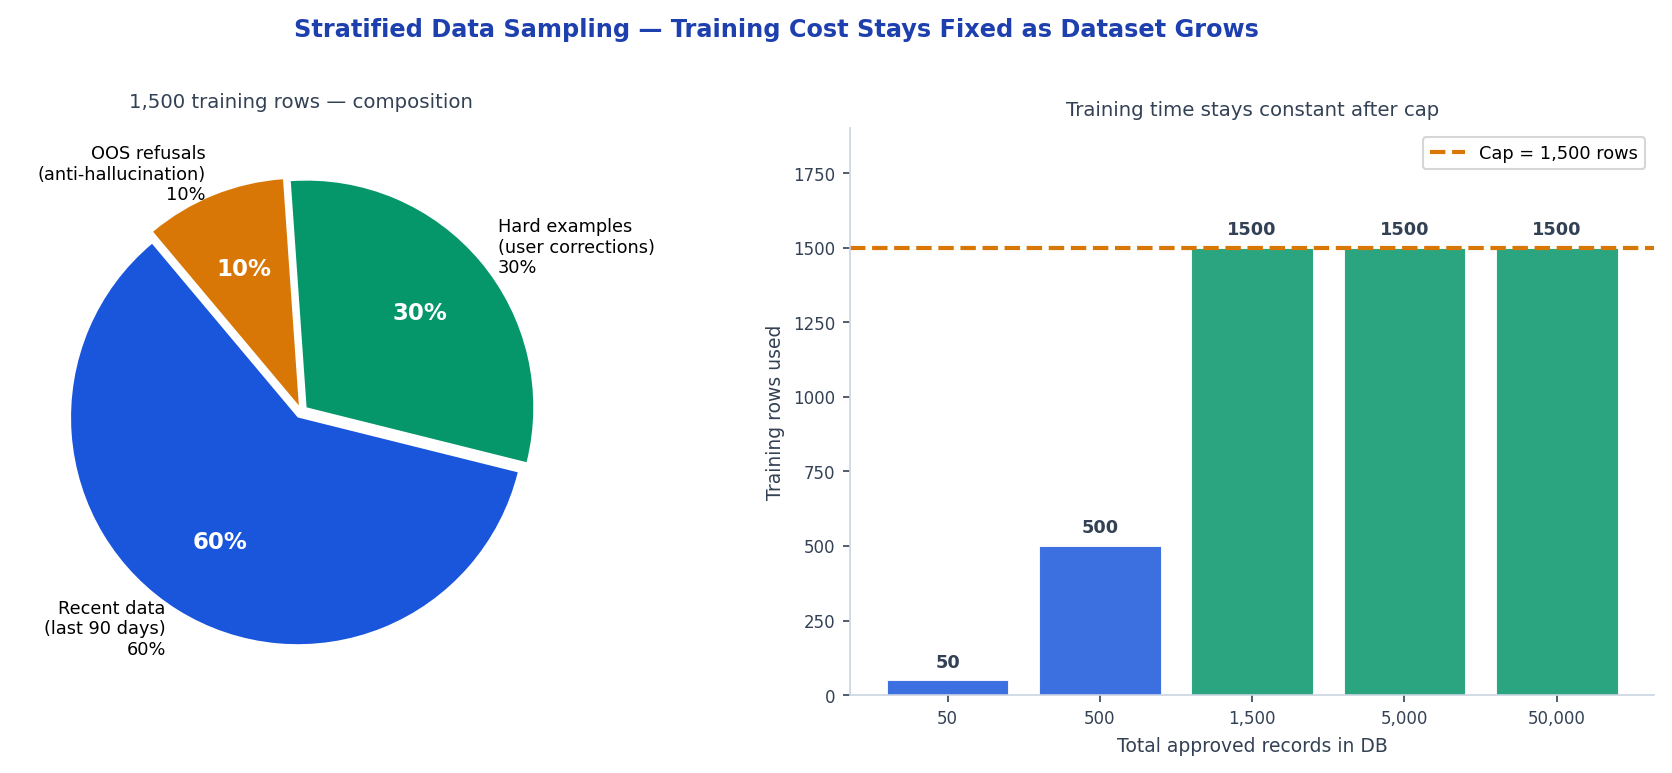 Stratified Data Sampling — Training Cost Stays Fixed as Dataset Grows
1,500 training rows — composition
OOS refusals
(anti-hallucination)
10%
10%
Hard examples
(user corrections)
30%
30%
60%
Recent data
(last 90 days)
60%
Training time stays constant after cap
Cap = 1,500 rows
Training rows used
1750
1500
1250
1000
750
500
250
0
50
500
1500
1500
1500
50
500
1,500
5,000
50,000
Total approved records in DB